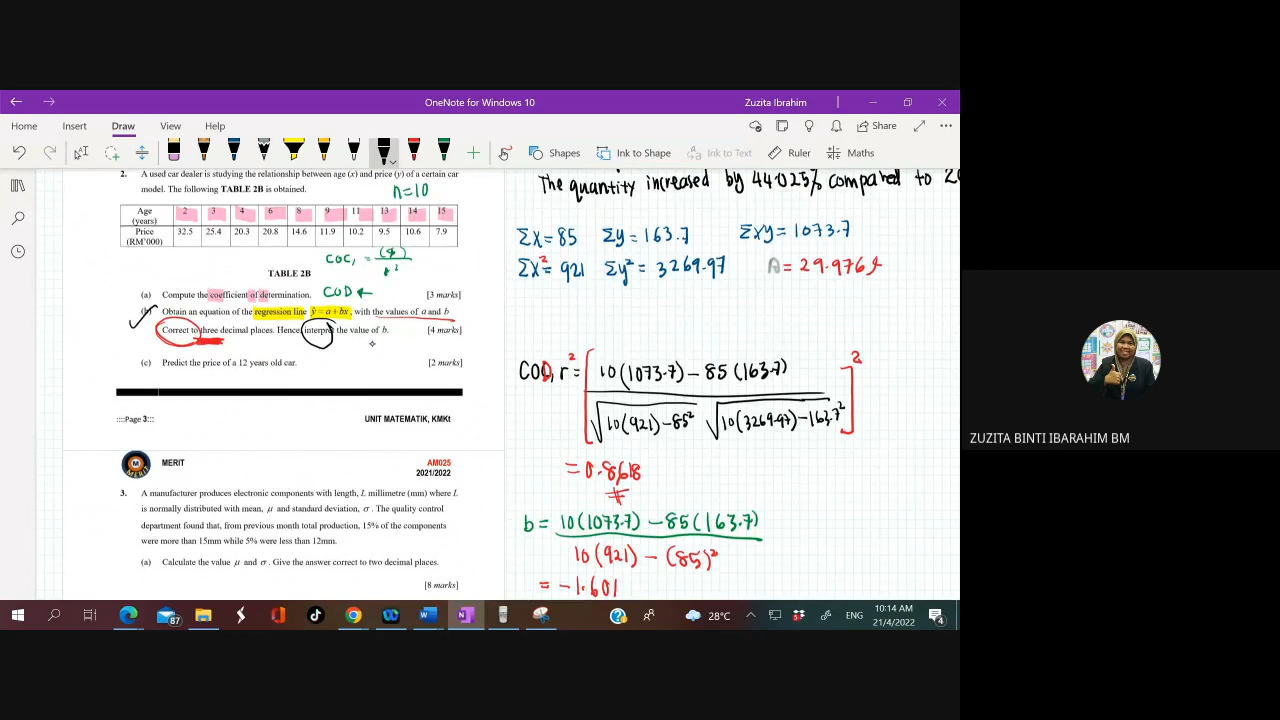 OneNote for Windows 10
Zuzita Ibrahim
Home Insert Draw View Help
Share
Shapes Ink to Shape Ink to Text Ruler Maths
2. A used car dealer is studying the relationship between age (x) and price (y) of a certain car
model. The following TABLE 2B is obtained.
n=10
Age (years) 2 3 4 6 8 9 11 13 14 15
Price (RM'000) 32.5 25.4 20.3 20.8 14.6 11.9 10.2 9.5 10.6 7.9
TABLE 2B
COD ←
(a) Compute the coefficient of determination. [3 marks]
(b) Obtain an equation of the regression line ŷ = a + bx, with the values of a and b
Correct to three decimal places. Hence, interpret the value of b. [4 marks]
(c) Predict the price of a 12 years old car. [2 marks]
::::Page 3:::: UNIT MATEMATIK, KMKt
MERIT AM025
2021/2022
3. A manufacturer produces electronic components with length, L millimetre (mm) where L
is normally distributed with mean, μ and standard deviation, σ. The quality control
department found that, from previous month total production, 15% of the components
were more than 15mm while 5% were less than 12mm.
(a) Calculate the value μ and σ. Give the answer correct to two decimal places.
[8 marks]
The quantity increased by 44.025% compared to
Σx = 85 Σy = 163.7 Σxy = 1073.7
Σx² = 921 Σy² = 3269.97 A = 29.976
COD, r² = [ 10(1073.7) − 85(163.7)
√10(921) − 85² √10(3269.97) − 163.7² ]²
= 0.8618
b = 10(1073.7) − 85(163.7)
10(921) − (85)²
= −1.601
ZUZITA BINTI IBARAHIM BM
87
28°C
ENG
10:14 AM
21/4/2022
4